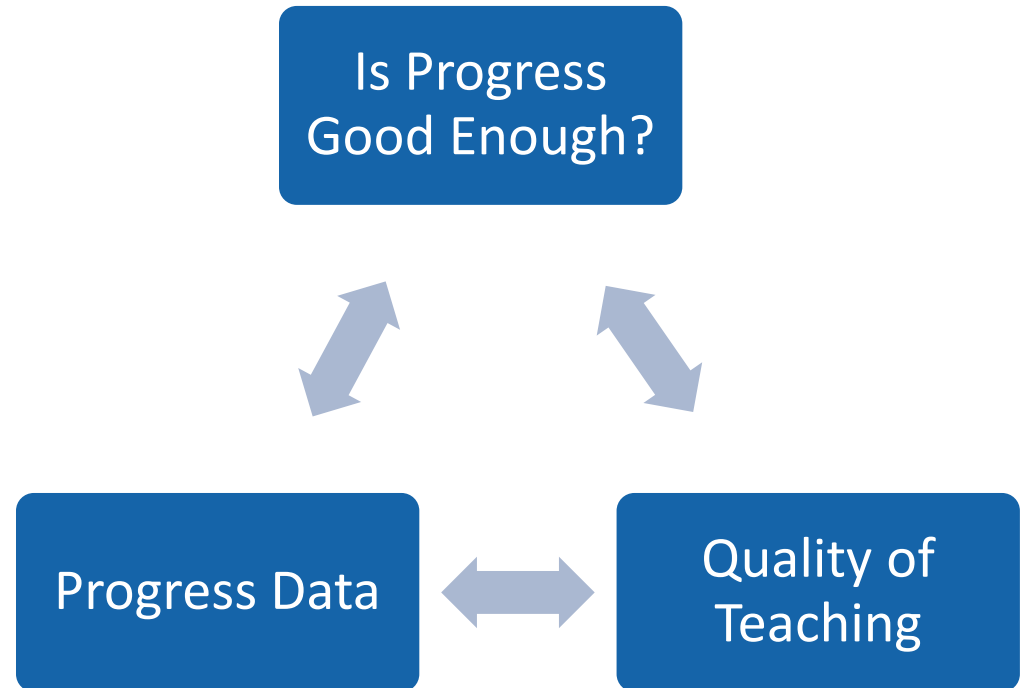 Is Progress
Good Enough?
Progress Data
Quality of
Teaching